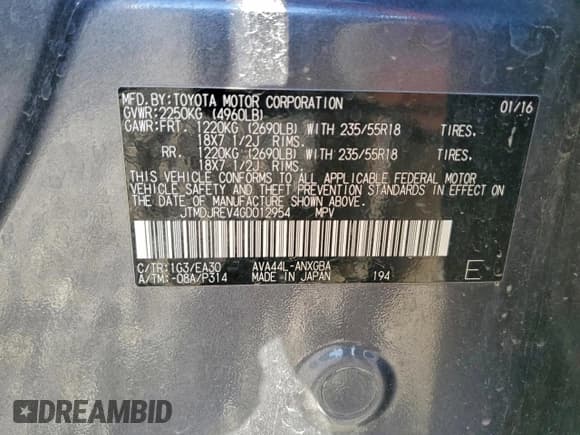 MFD.BY:TOYOTA MOTOR CORPORATION 01/16
GVWR:2250KG (4960LB)
GAWR:FRT. 1220KG (2690LB) WITH 235/55R18 TIRES.
18X7 1/2J RIMS.
RR. 1220KG (2690LB) WITH 235/55R18 TIRES.
18X7 1/2J RIMS.
THIS VEHICLE CONFORMS TO ALL APPLICABLE FEDERAL MOTOR
VEHICLE SAFETY AND THEFT PREVENTION STANDARDS IN EFFECT ON
THE DATE OF MANUFACTURE SHOWN ABOVE.
JTMDJREV4GD012954 MPV
C/TR:1G3/EA30 AVA44L-ANXGBA
A/TM:-08A/P314 MADE IN JAPAN 194 E
DREAMBID